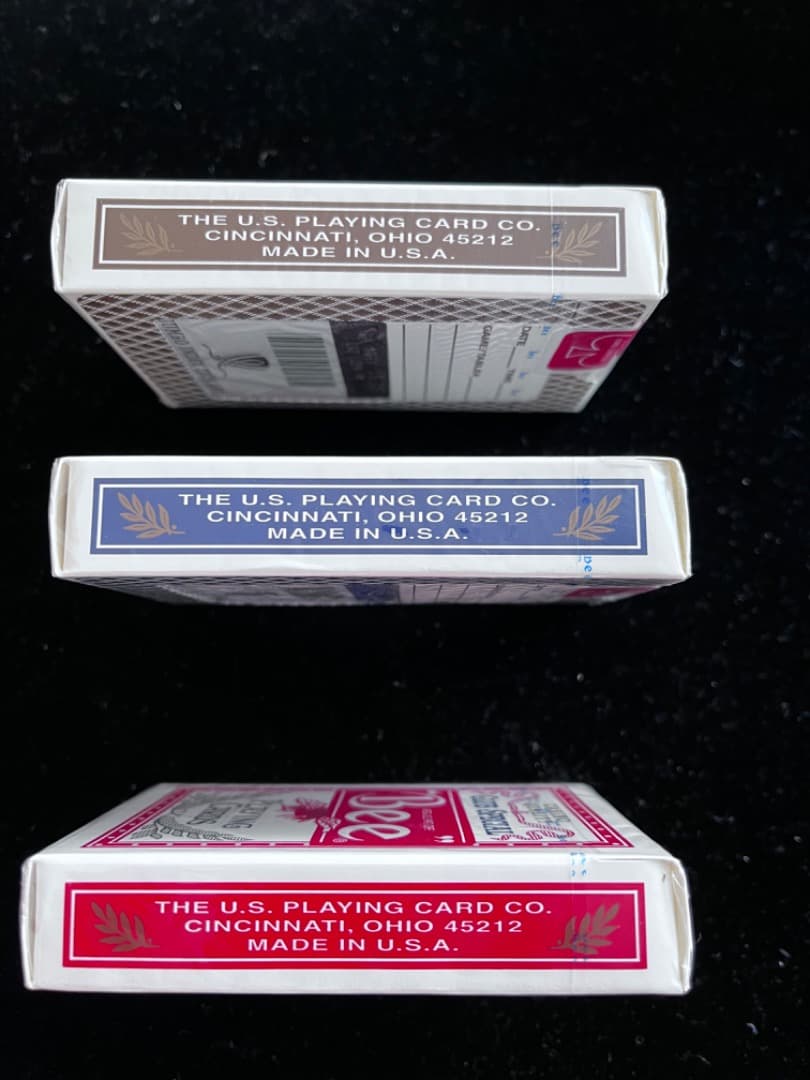 THE U.S. PLAYING CARD CO.
CINCINNATI, OHIO 45212
MADE IN U.S.A.
DATE
THE U.S. PLAYING CARD CO.
CINCINNATI, OHIO 45212
MADE IN U.S.A.
Bee
THE U.S. PLAYING CARD CO.
CINCINNATI, OHIO 45212
MADE IN U.S.A.